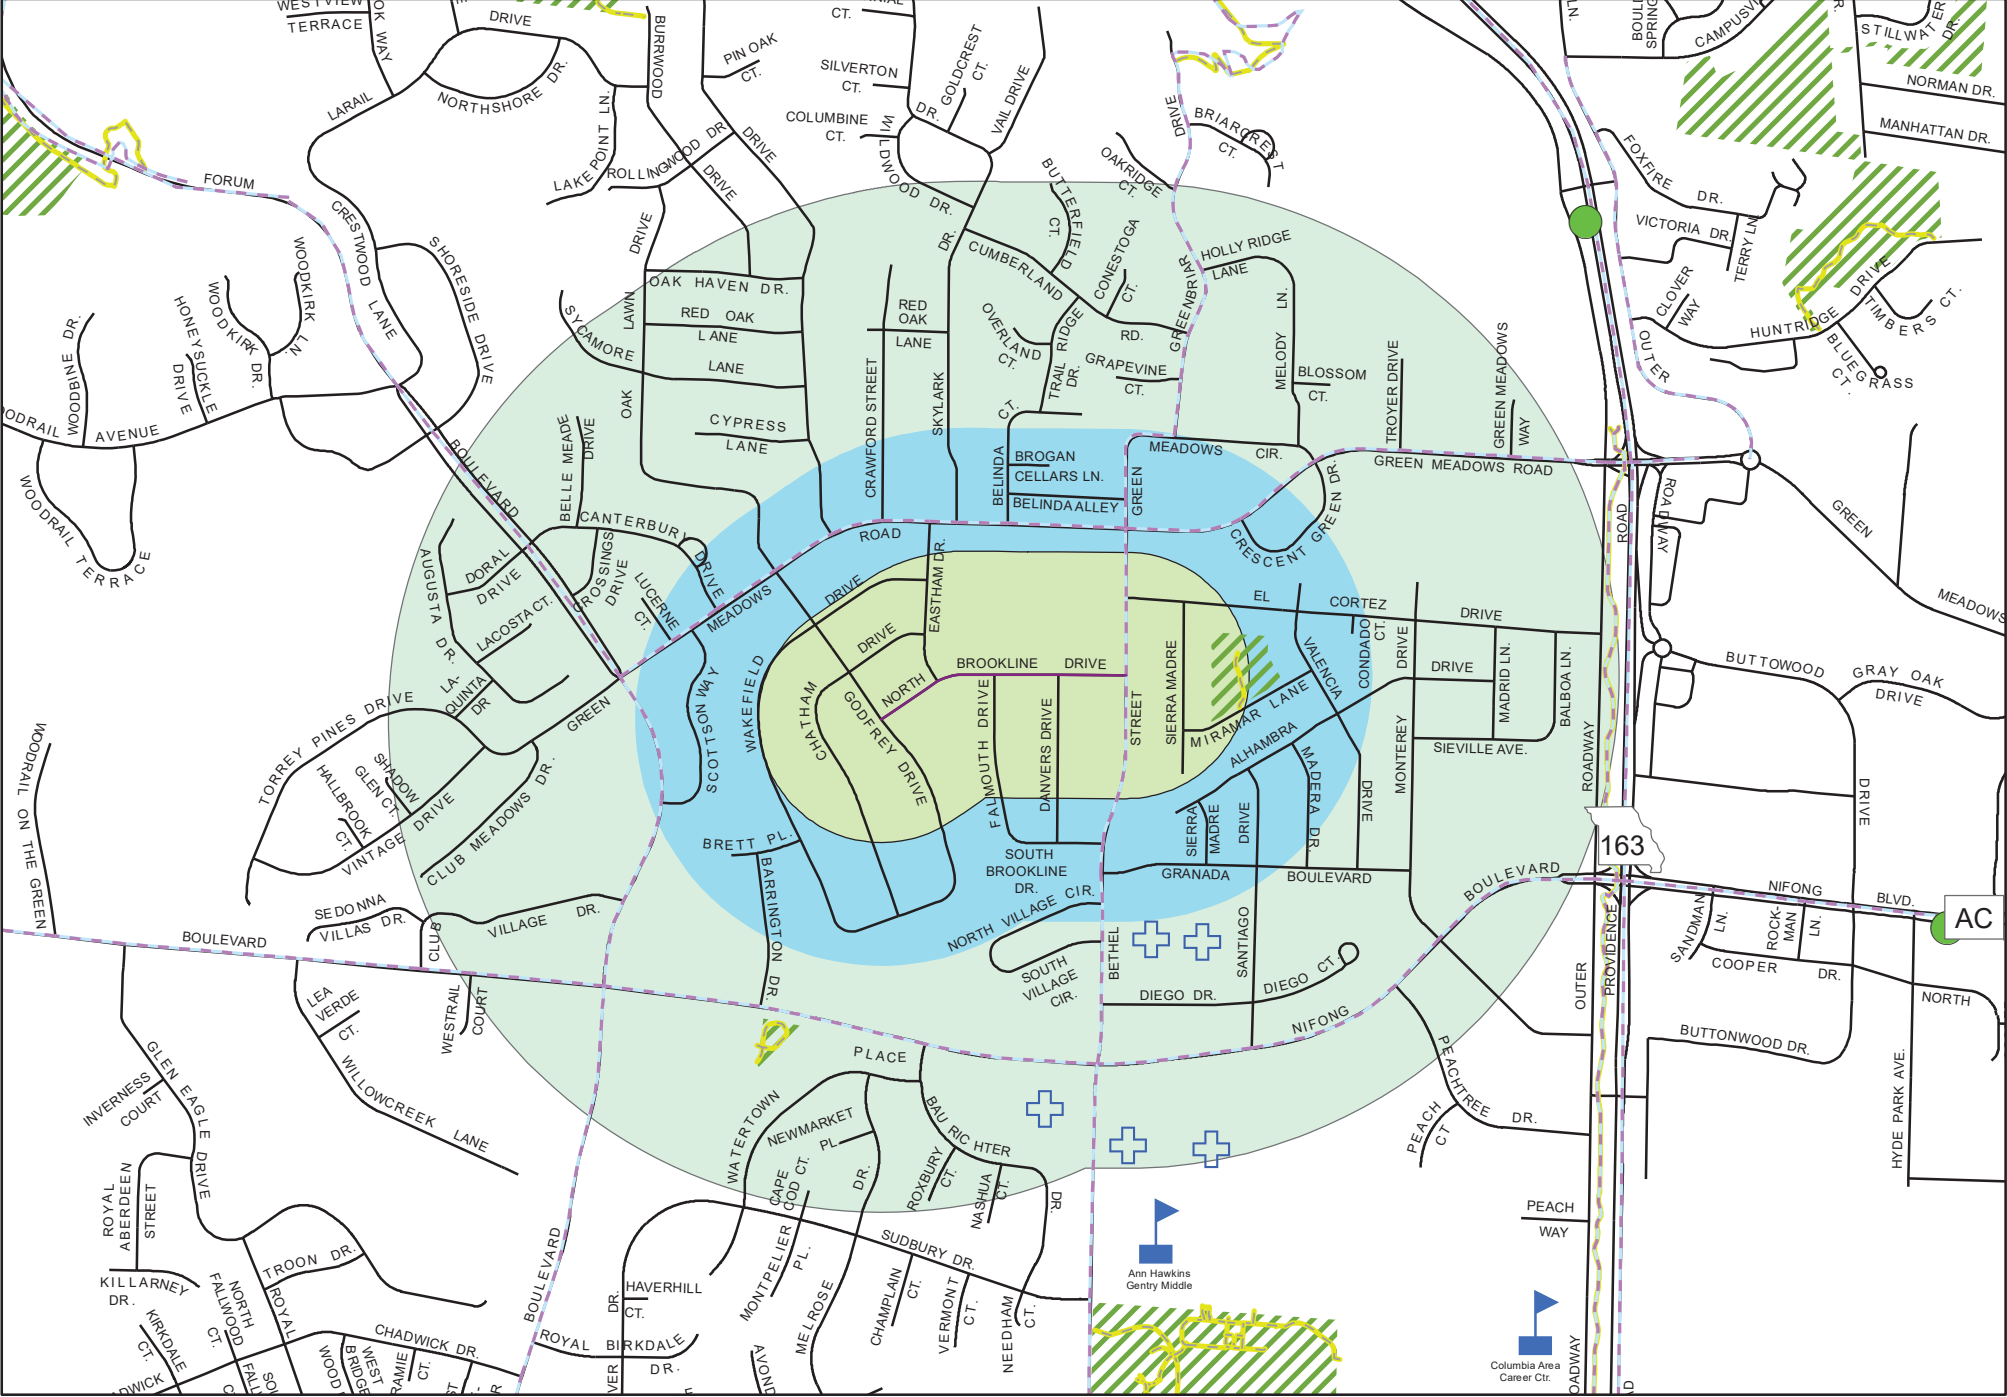 WESTVIEW
TERRACE
OK WAY
DRIVE
BURRWOOD
PIN OAK
CT.
CT.
SILVERTON
CT.
GOLDCREST
CT.
VAIL DRIVE
LN.
CAMPUSVI
STILLWATER
DR.
NORMAN DR.
MANHATTAN DR.
LARAIL
NORTHSHORE DR.
LAKE POINT LN.
ROLLINGWOOD DR.
DRIVE
DRIVE
COLUMBINE
CT.
WILDWOOD DR.
DR.
DRIVE
BRIARCREST
CT.
OAKRIDGE
CT.
BUTTERFIELD
CT.
FOXFIRE DR.
VICTORIA DR.
TERRY LN.
CLOVER
WAY
HUNTRIDGE DRIVE
TIMBERS CT.
BLUEGRASS
CT.
OUTER
FORUM
CRESTWOOD LANE
SHORESIDE DRIVE
WOODKIRK
LN.
WOODKIRK DR.
HONEYSUCKLE
DRIVE
WOODBINE DR.
AVENUE
WOODRAIL TERRACE
DRIVE
OAK HAVEN DR.
LAWN
OAK
RED OAK
LANE
SYCAMORE
LANE
CYPRESS
LANE
RED
OAK
LANE
CRAWFORD STREET
SKYLARK
DR.
CUMBERLAND
RD.
CONESTOGA
CT.
OVERLAND
CT.
TRAIL RIDGE
DR.
GRAPEVINE
CT.
GREENBRIAR
HOLLY RIDGE
LANE
MELODY LN.
BLOSSOM
CT.
TROYER DRIVE
GREEN MEADOWS
WAY
GREEN MEADOWS ROAD
MEADOWS
CIR.
BROGAN
CELLARS LN.
BELINDA
CT.
BELINDA ALLEY
GREEN
CRESCENT GREEN DR.
BOULEVARD
BELLE MEADE
DRIVE
CANTERBURY
DRIVE
CROSSINGS
DRIVE
DORAL
DRIVE
AUGUSTA DR.
LACOSTA CT.
LUCERNE
CT.
MEADOWS
ROAD
LA-
QUINTA
DR
GREEN
TORREY PINES DRIVE
SHADOW
GLEN CT.
HALLBROOK
CT.
VINTAGE DRIVE
CLUB MEADOWS DR.
SCOTTSON WAY
WAKEFIELD
DRIVE
EASTHAM DR.
DRIVE
CHATHAM
NORTH
BROOKLINE DRIVE
GODFREY DRIVE
FALMOUTH DRIVE
DANVERS DRIVE
STREET
SIERRA MADRE
MIRAMAR LANE
EL
CORTEZ
DRIVE
CONDADO
CT.
VALENCIA
DRIVE
DRIVE
MADRID LN.
BALBOA LN.
SIEVILLE AVE.
MONTEREY
DRIVE
ALHAMBRA
MADERA DR.
SIERRA
MADRE
DRIVE
GRANADA
BOULEVARD
SANTIAGO
BRETT PL.
BARRINGTON DR.
SOUTH
BROOKLINE
DR.
NORTH VILLAGE CIR.
SOUTH
VILLAGE
CIR.
BETHEL
DIEGO DR.
DIEGO CT.
NIFONG
BOULEVARD
ROAD
ROADWAY
GREEN
MEADOWS
BUTTOWOOD
GRAY OAK
DRIVE
DRIVE
ROADWAY
163
NIFONG
BLVD.
AC
SANDMAN
LN.
ROCK-
MAN
LN.
COOPER
DR.
NORTH
BUTTONWOOD DR.
HYDE PARK AVE.
OUTER
PROVIDENCE
PEACHTREE DR.
PEACH
CT
PEACH
WAY
WOODRAIL ON THE GREEN
BOULEVARD
SEDONNA
VILLAS DR.
CLUB
VILLAGE DR.
LEA
VERDE
CT.
WESTRAIL
COURT
WILLOWCREEK LANE
GLEN EAGLE DRIVE
INVERNESS
COURT
ROYAL
ABERDEEN
STREET
KILLARNEY
DR.
TROON DR.
ROYAL
NORTH
FALLWOOD
CT.
KIRKDALE
CT.
CHADWICK DR.
WEST
BRIDGE
CT.
BOULEVARD
PLACE
WATERTOWN
NEWMARKET
PL.
CAPE
COD CT.
DR.
BAU RICHTER
DR.
ROXBURY
CT.
NASHUA
CT.
SUDBURY DR.
MONTPELIER
PL.
MELROSE
CHAMPLAIN
CT.
VERMONT
CT.
NEEDHAM
CT.
HAVERHILL
CT.
DR.
ROYAL BIRKDALE
DR.
Ann Hawkins
Gentry Middle
Columbia Area
Career Ctr.